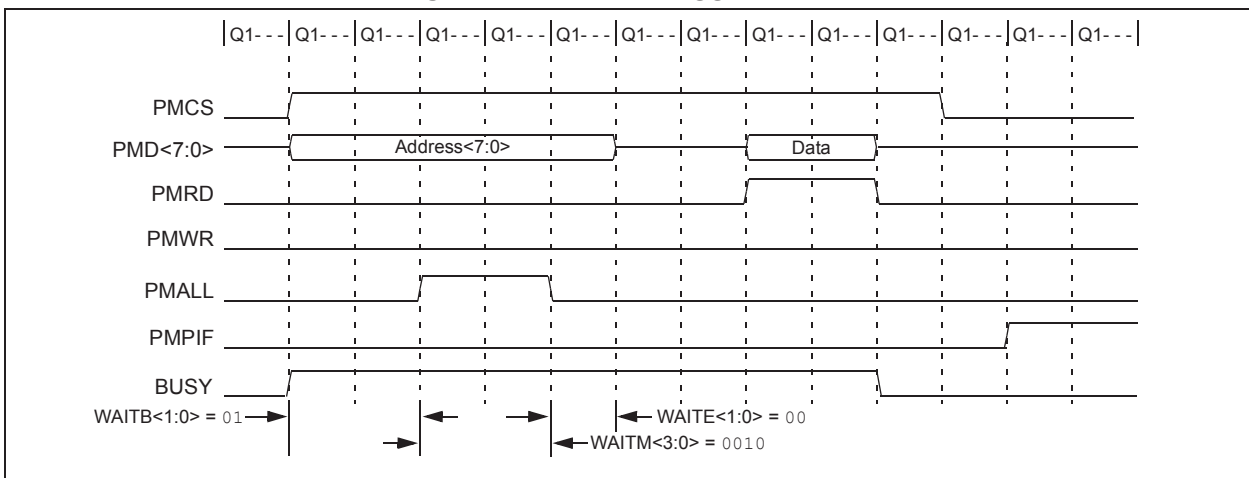 |Q1- - -|Q1- - -|Q1- - -|Q1- - -|Q1- - -|Q1- - -|Q1- - -|Q1- - -|Q1- - -|Q1- - -|Q1- - -|Q1- - -|Q1- - -|Q1- - -|
PMCS
PMD<7:0> Address<7:0> Data
PMRD
PMWR
PMALL
PMPIF
BUSY
WAITB<1:0> = 01 WAITE<1:0> = 00
WAITM<3:0> = 0010